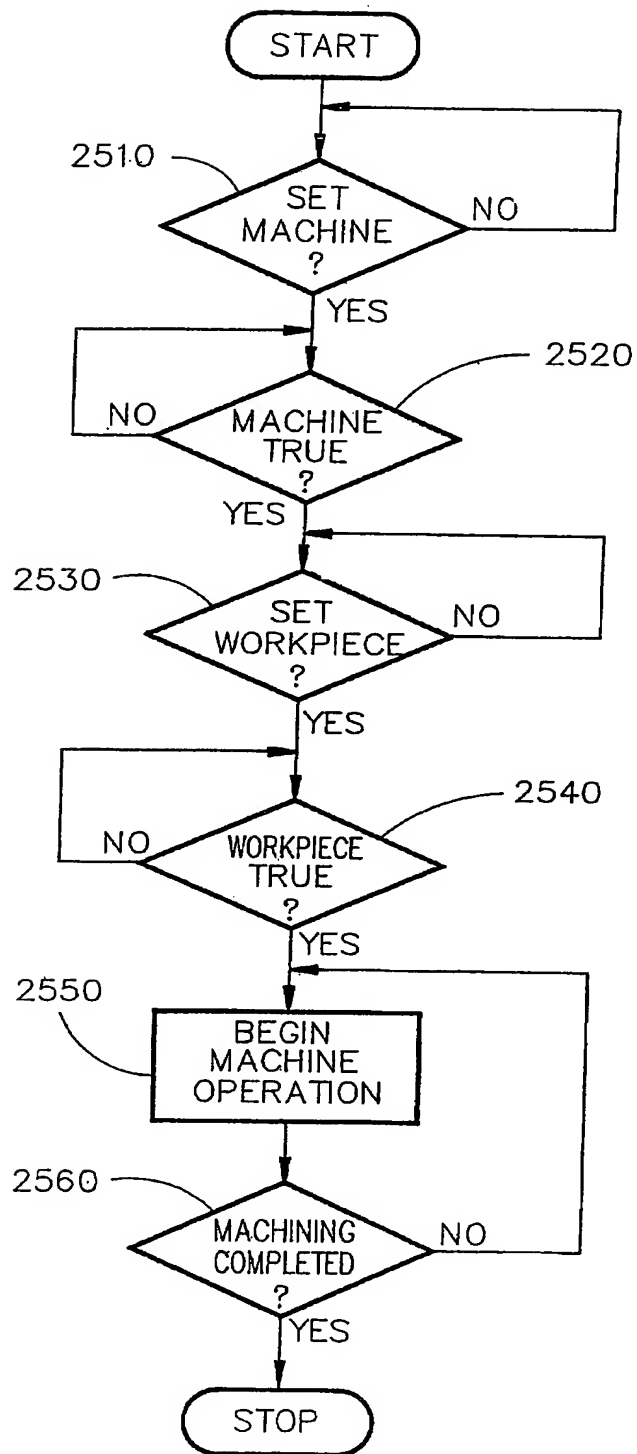 START
2510
SET
MACHINE
?
NO
YES
2520
NO
MACHINE
TRUE
?
YES
2530
SET
WORKPIECE
?
NO
YES
2540
NO
WORKPIECE
TRUE
?
YES
2550
BEGIN
MACHINE
OPERATION
2560
MACHINING
COMPLETED
?
NO
YES
STOP